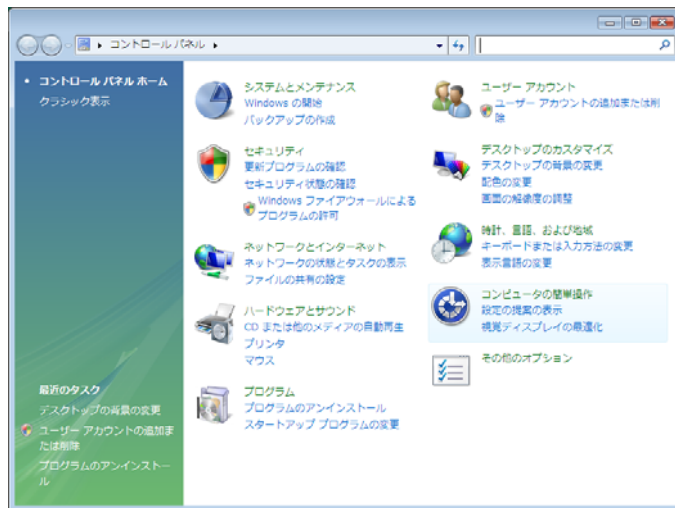 コントロール パネル
コントロール パネル ホーム
クラシック表示
システムとメンテナンス
Windows の開始
バックアップの作成
セキュリティ
更新プログラムの確認
セキュリティ状態の確認
Windows ファイアウォールによる
プログラムの許可
ネットワークとインターネット
ネットワークの状態とタスクの表示
ファイルの共有の設定
ハードウェアとサウンド
CD または他のメディアの自動再生
プリンタ
マウス
プログラム
プログラムのアンインストール
スタートアップ プログラムの変更
ユーザー アカウント
ユーザー アカウントの追加または削
除
デスクトップのカスタマイズ
デスクトップの背景の変更
配色の変更
画面の解像度の調整
時計、言語、および地域
キーボードまたは入力方法の変更
表示言語の変更
コンピュータの簡単操作
設定の提案の表示
視覚ディスプレイの最適化
その他のオプション
最近のタスク
デスクトップの背景の変更
ユーザー アカウントの追加ま
たは削除
プログラムのアンインストー
ル